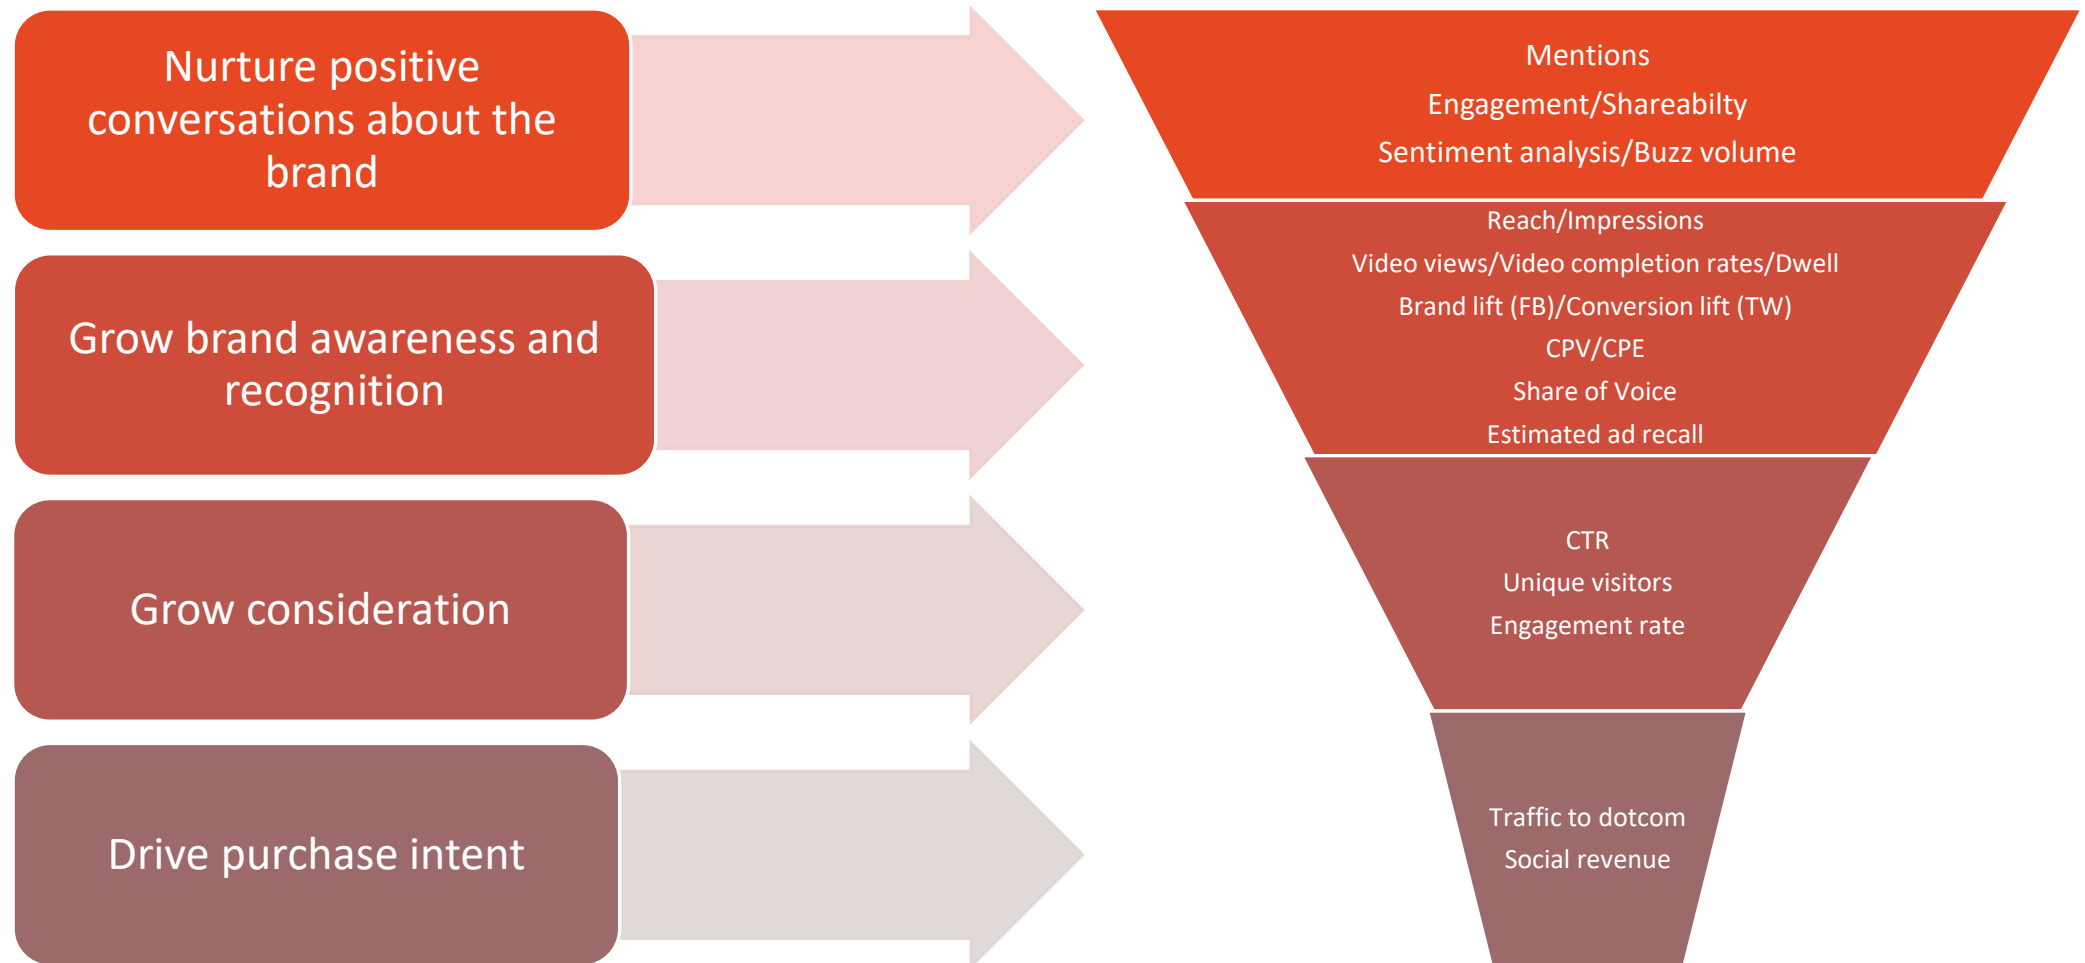 Nurture positive
conversations about the
brand
Mentions
Engagement/Shareabilty
Sentiment analysis/Buzz volume
Grow brand awareness and
recognition
Reach/Impressions
Video views/Video completion rates/Dwell
Brand lift (FB)/Conversion lift (TW)
CPV/CPE
Share of Voice
Estimated ad recall
Grow consideration
CTR
Unique visitors
Engagement rate
Drive purchase intent
Traffic to dotcom
Social revenue